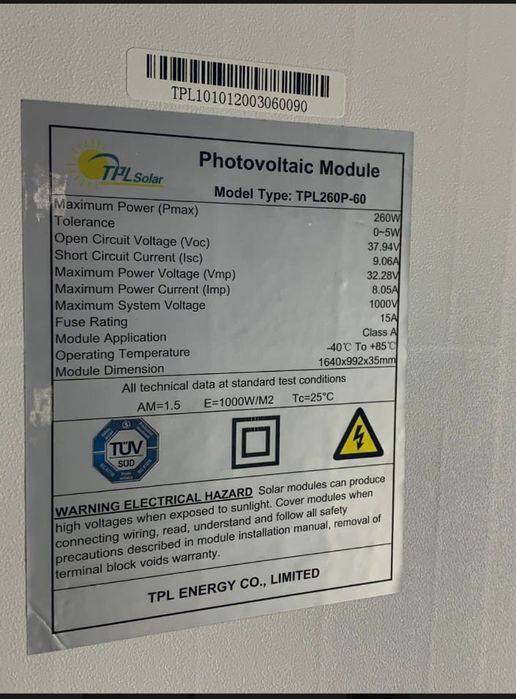 TPL101012003060090
TPL Solar
Photovoltaic Module
Model Type: TPL260P-60
Maximum Power (Pmax) 260W
Tolerance 0~5W
Open Circuit Voltage (Voc) 37.94V
Short Circuit Current (Isc) 9.06A
Maximum Power Voltage (Vmp) 32.28V
Maximum Power Current (Imp) 8.05A
Maximum System Voltage 1000V
Fuse Rating 15A
Module Application Class A
Operating Temperature -40℃ To +85℃
Module Dimension 1640x992x35mm
All technical data at standard test conditions
AM=1.5 E=1000W/M2 Tc=25°C
TÜV
SÜD
WARNING ELECTRICAL HAZARD Solar modules can produce
high voltages when exposed to sunlight. Cover modules when
connecting wiring, read, understand and follow all safety
precautions described in module installation manual, removal of
terminal block voids warranty.
TPL ENERGY CO., LIMITED